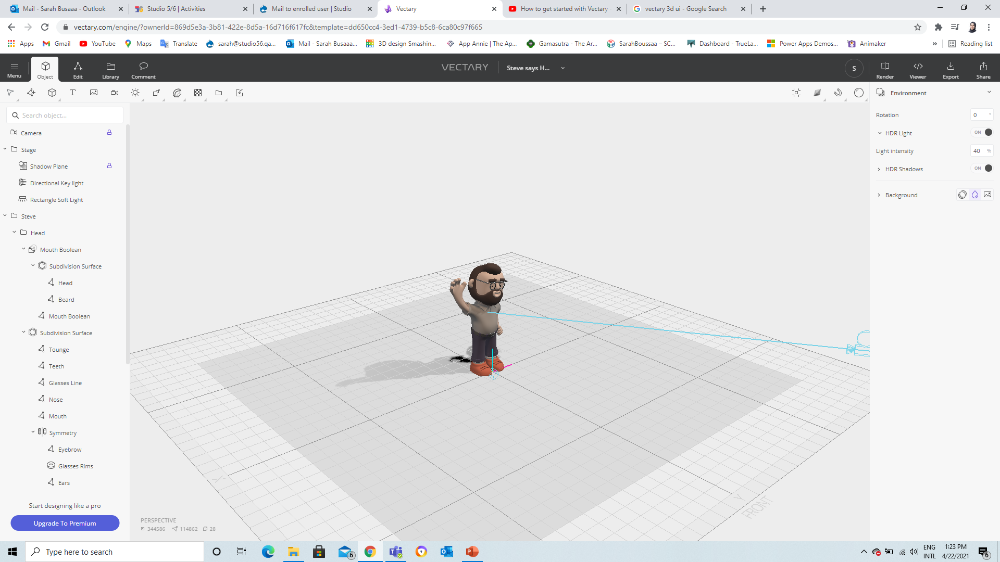 Mail - Sarah Busaaa - Outlook
Studio 5/6 | Activities
Mail to enrolled user | Studio
Vectary
How to get started with Vectary
vectary 3d ui - Google Search
vectary.com/engine/?ownerId=869d5e3a-3b81-422e-8d5a-16d716f617fc&template=dd650cc4-3ed1-4739-b5c8-6ca80c97f665
Apps
Gmail
YouTube
Maps
Translate
sarah@studio56.qa...
Mail - Sarah Busaaa...
3D design Smashin...
App Annie | The Ap...
Gamasutra - The Ar...
SarahBoussaa – SC...
Dashboard - TrueLa...
Power Apps Demos...
Animaker
»
Reading list
Menu
Object
Edit
Library
Comment
VECTARY
Steve says H...
S
Render
Viewer
Export
Share
Search object...
Camera
Stage
Shadow Plane
Directional Key light
Rectangle Soft Light
Steve
Head
Mouth Boolean
Subdivision Surface
Head
Beard
Mouth Boolean
Subdivision Surface
Tounge
Teeth
Glasses Line
Nose
Mouth
Symmetry
Eyebrow
Glasses Rims
Ears
Start designing like a pro
Upgrade To Premium
X
Y
FRONT
PERSPECTIVE
344586 114862 28
Environment
Rotation 0 °
HDR Light ON
Light intensity 40 %
HDR Shadows ON
Background
Type here to search
6
ENG
INTL
1:23 PM
4/22/2021
6